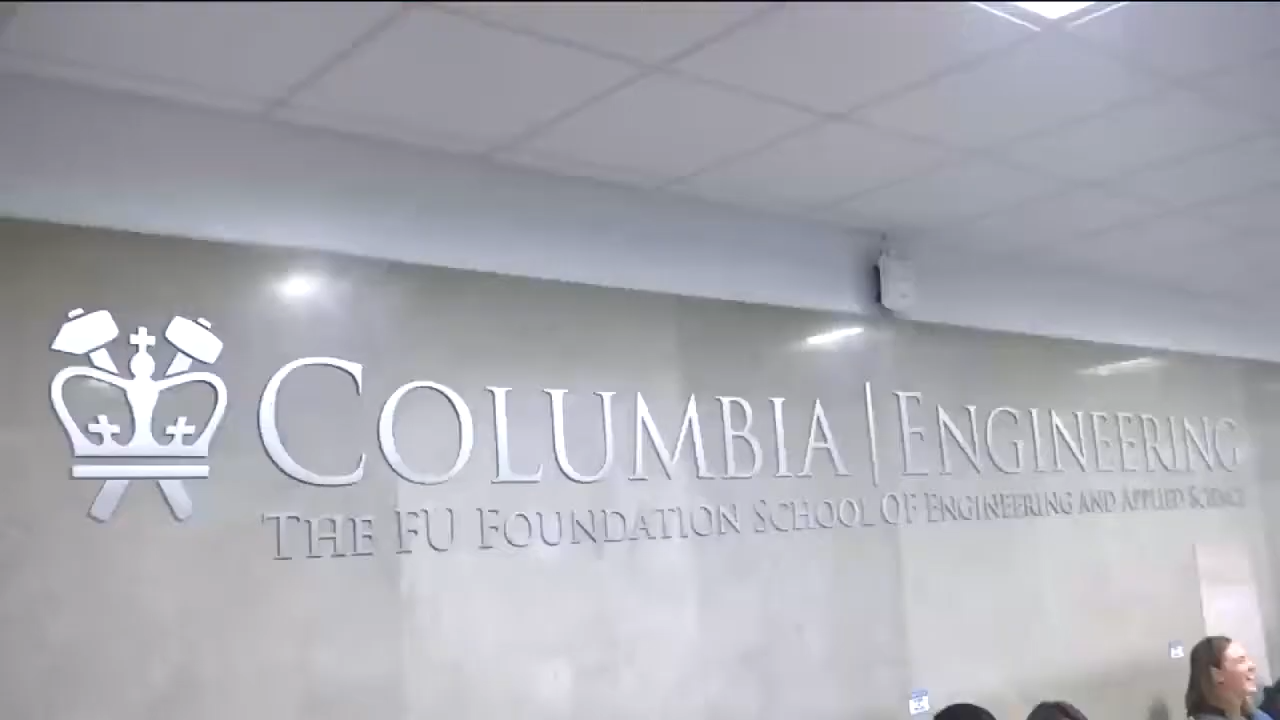 COLUMBIA | ENGINEERING
THE FU FOUNDATION SCHOOL OF ENGINEERING AND APPLIED SCIENCE